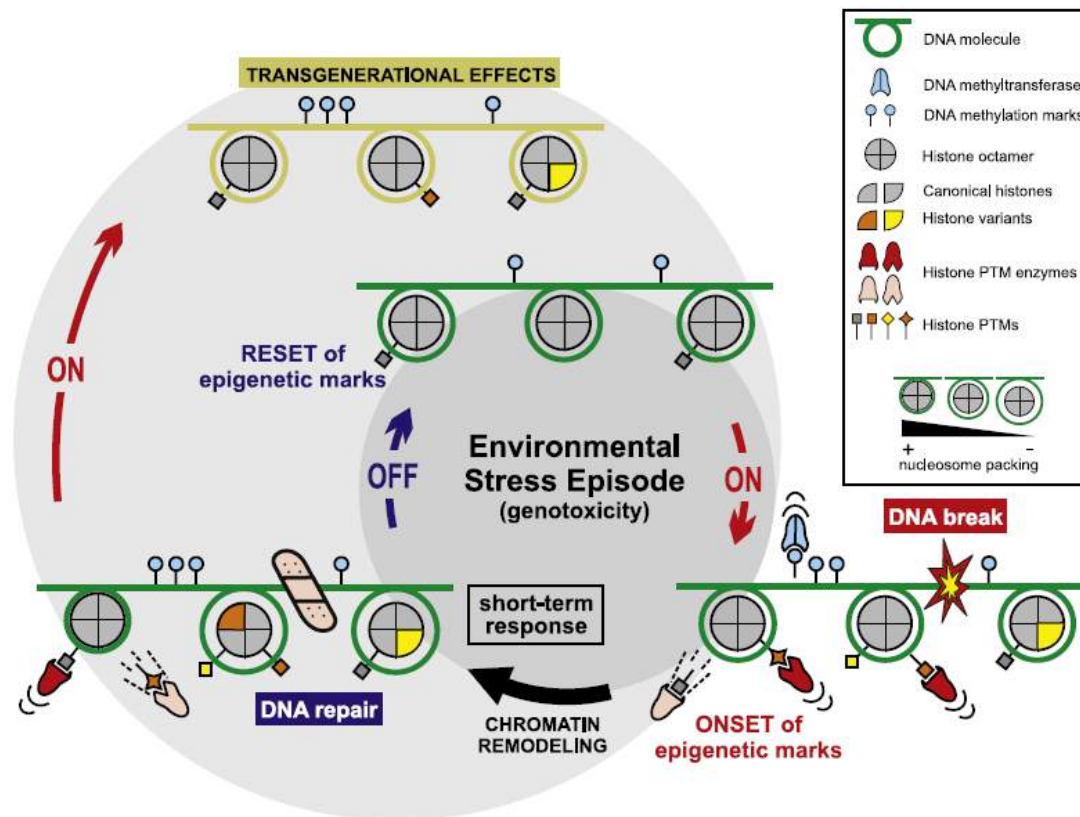 TRANSGENERATIONAL EFFECTS
ON
RESET of
epigenetic marks
OFF
Environmental
Stress Episode
(genotoxicity)
ON
DNA break
short-term
response
DNA repair
CHROMATIN
REMODELING
ONSET of
epigenetic marks
DNA molecule
DNA methyltransferase
DNA methylation marks
Histone octamer
Canonical histones
Histone variants
Histone PTM enzymes
Histone PTMs
+ -
nucleosome packing